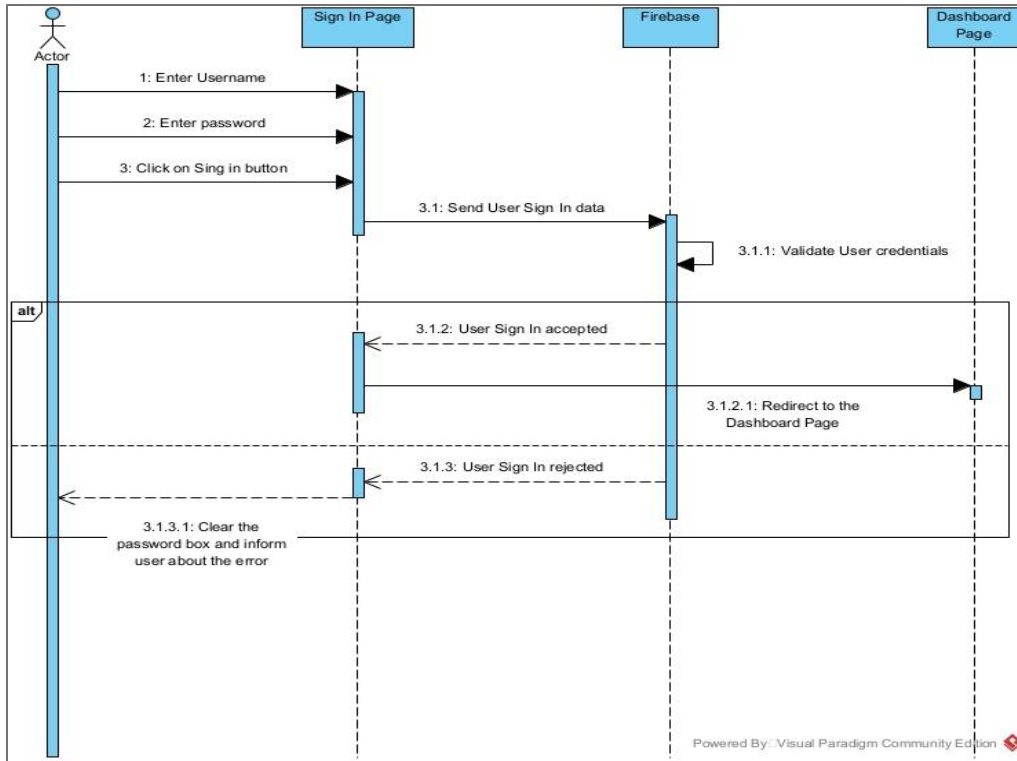 Sign In Page
Firebase
Dashboard
Page
Actor
1: Enter Username
2: Enter password
3: Click on Sing in button
3.1: Send User Sign In data
3.1.1: Validate User credentials
alt
3.1.2: User Sign In accepted
3.1.2.1: Redirect to the
Dashboard Page
3.1.3: User Sign In rejected
3.1.3.1: Clear the
password box and inform
user about the error
Powered By Visual Paradigm Community Edition